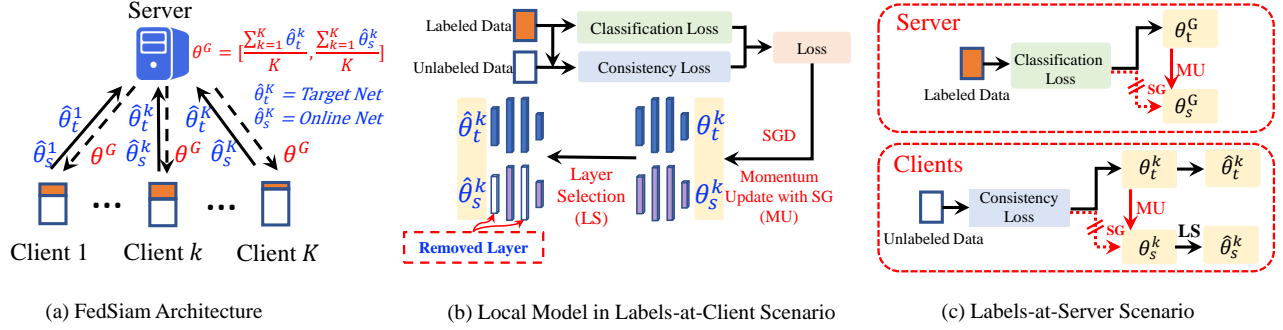 Server
θ^G = [∑_{k=1}^{K} θ̂_t^k / K, ∑_{k=1}^{K} θ̂_s^k / K]
θ̂_t^K = Target Net
θ̂_s^K = Online Net
θ̂_t^1 θ̂_t^k θ̂_t^K
θ̂_s^1 θ^G θ̂_s^k θ^G θ̂_s^K θ^G
... ...
Client 1 Client k Client K
(a) FedSiam Architecture
Labeled Data
Classification Loss
Loss
Unlabeled Data
Consistency Loss
θ̂_t^k θ_t^k
SGD
θ̂_s^k θ_s^k
Layer
Selection
(LS)
Momentum
Update with SG
(MU)
Removed Layer
(b) Local Model in Labels-at-Client Scenario
Server
Labeled Data
Classification
Loss
θ_t^G
MU
SG
θ_s^G
Clients
Unlabeled Data
Consistency
Loss
θ_t^k θ̂_t^k
MU
SG
LS
θ_s^k θ̂_s^k
(c) Labels-at-Server Scenario